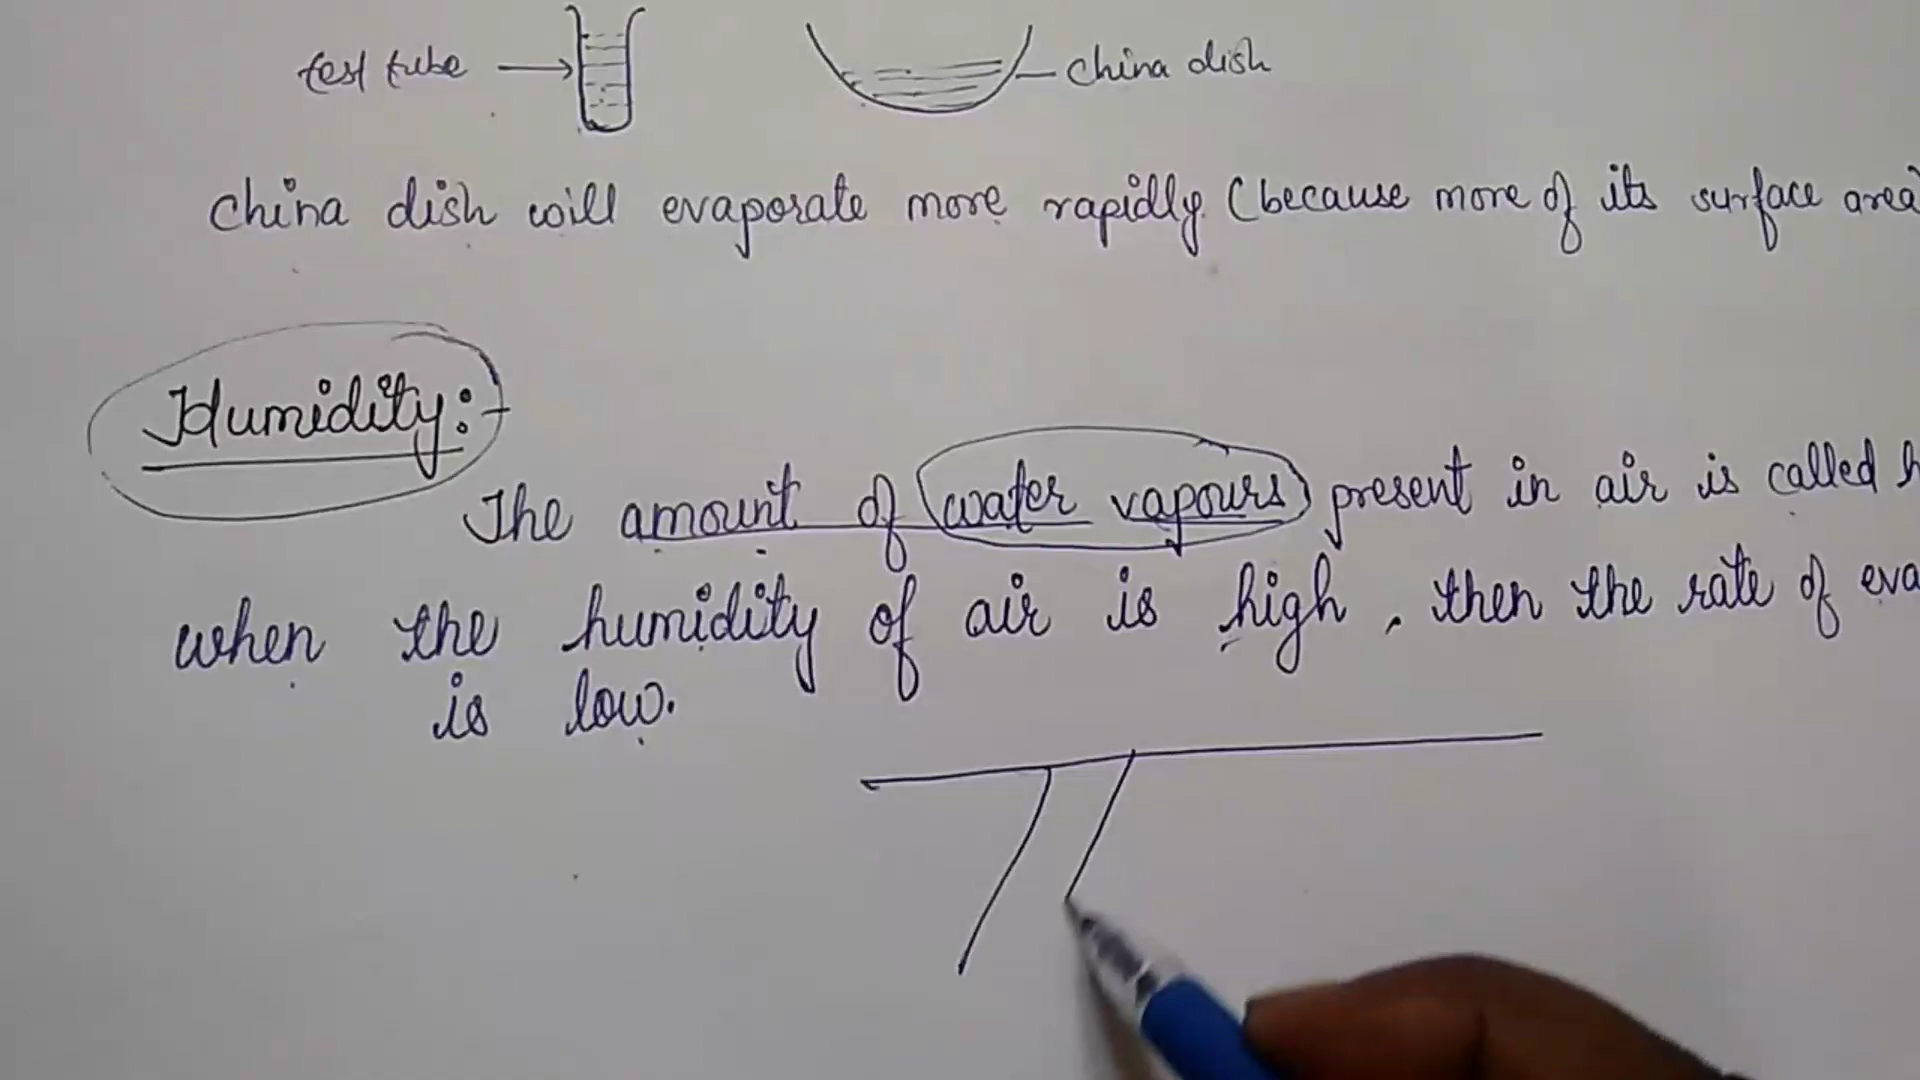 test tube china dish
china dish will evaporate more rapidly (because more of its surface area)
Humidity:-
The amount of water vapours present in air is called
when the humidity of air is high, then the rate of
is low.